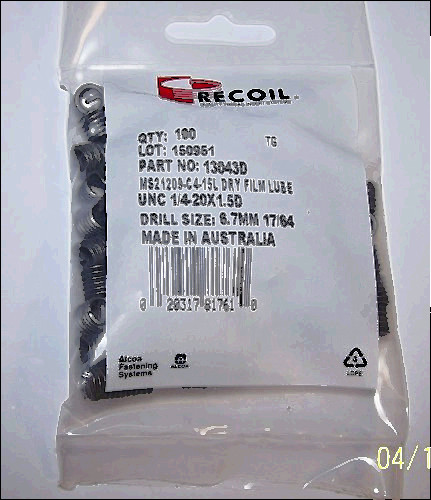 RECOIL
QTY: 100
TG
LOT: 150951
PART NO: 13043D
MS21209-C4-15L DRY FILM LUBE
UNC 1/4-20X1.5D
DRILL SIZE: 6.7MM 17/64
MADE IN AUSTRALIA
0 20317 81761 0
Alcoa
Fastening
Systems
ALCOA
4
LDPE
04/1